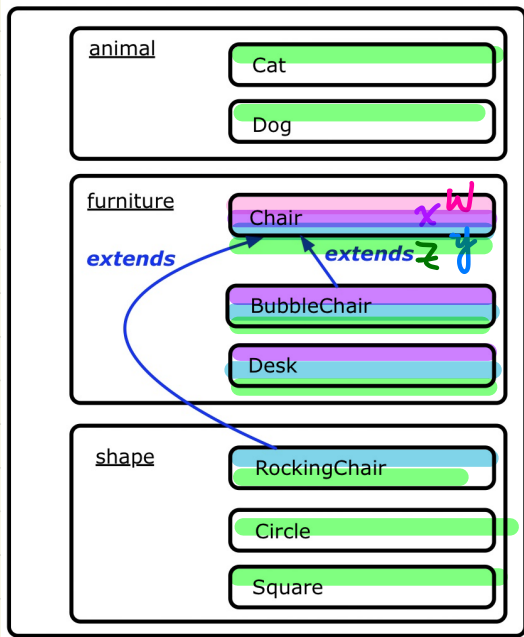 animal
Cat
Dog
furniture
Chair
x W
extends
extends z y
BubbleChair
Desk
shape
RockingChair
Circle
Square